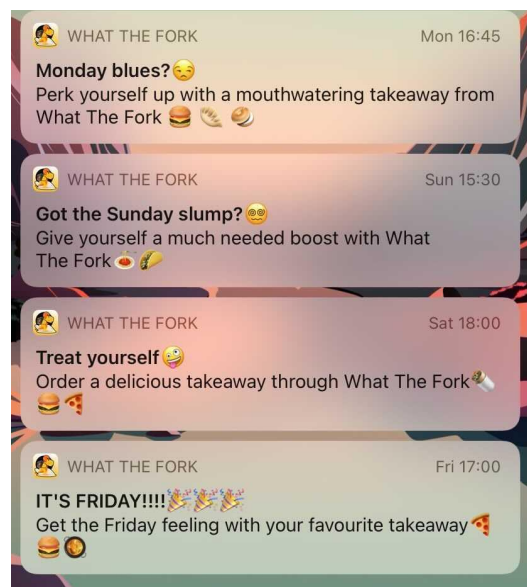 WHAT THE FORK Mon 16:45
Monday blues?😒
Perk yourself up with a mouthwatering takeaway from
What The Fork 🍔 🥟 🥯
WHAT THE FORK Sun 15:30
Got the Sunday slump?😵‍💫
Give yourself a much needed boost with What
The Fork🍝🌮
WHAT THE FORK Sat 18:00
Treat yourself🤪
Order a delicious takeaway through What The Fork🌯
🍔🍕
WHAT THE FORK Fri 17:00
IT'S FRIDAY!!!!🎉🎉🎉
Get the Friday feeling with your favourite takeaway🍕
🍔🥘